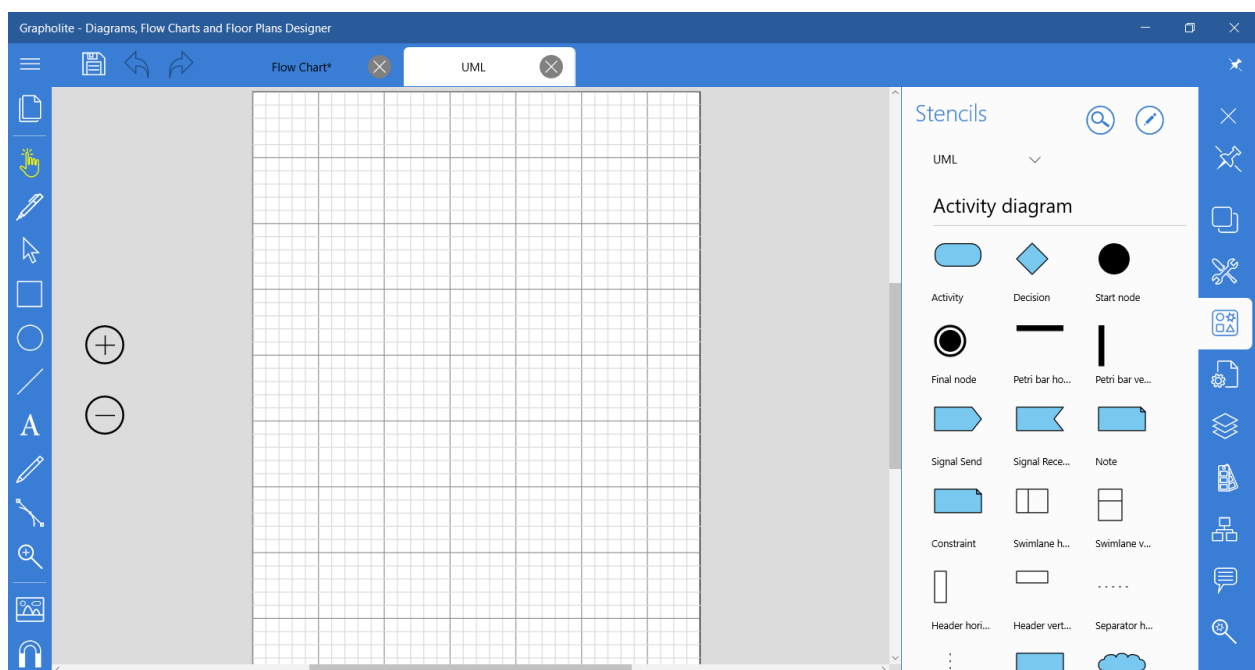 Grapholite - Diagrams, Flow Charts and Floor Plans Designer
Flow Chart*
UML
Stencils
UML
Activity diagram
Activity
Decision
Start node
Final node
Petri bar ho...
Petri bar ve...
Signal Send
Signal Rece...
Note
Constraint
Swimlane h...
Swimlane v...
Header hori...
Header vert...
Separator h...
A